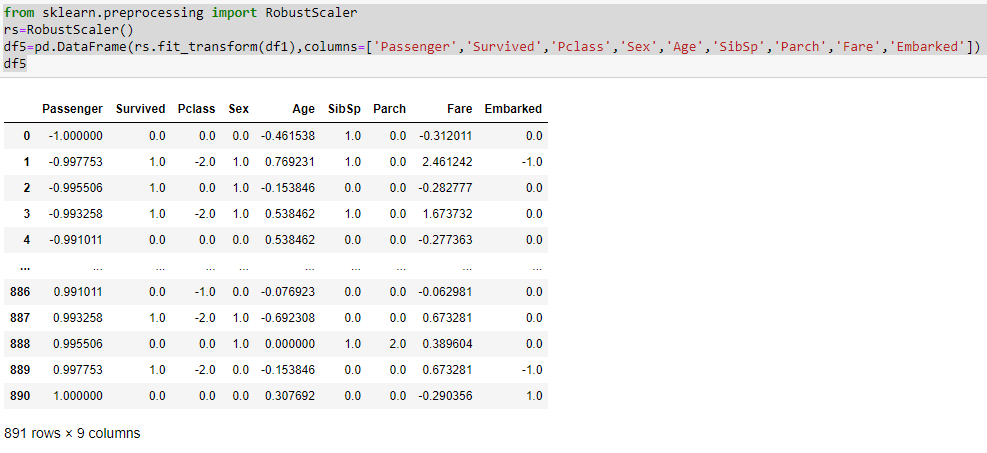 from sklearn.preprocessing import RobustScaler
rs=RobustScaler()
df5=pd.DataFrame(rs.fit_transform(df1),columns=['Passenger','Survived','Pclass','Sex','Age','SibSp','Parch','Fare','Embarked'])
df5
Passenger Survived Pclass Sex Age SibSp Parch Fare Embarked
0 -1.000000 0.0 0.0 0.0 -0.461538 1.0 0.0 -0.312011 0.0
1 -0.997753 1.0 -2.0 1.0 0.769231 1.0 0.0 2.461242 -1.0
2 -0.995506 1.0 0.0 1.0 -0.153846 0.0 0.0 -0.282777 0.0
3 -0.993258 1.0 -2.0 1.0 0.538462 1.0 0.0 1.673732 0.0
4 -0.991011 0.0 0.0 0.0 0.538462 0.0 0.0 -0.277363 0.0
... ... ... ... ... ... ... ... ... ...
886 0.991011 0.0 -1.0 0.0 -0.076923 0.0 0.0 -0.062981 0.0
887 0.993258 1.0 -2.0 1.0 -0.692308 0.0 0.0 0.673281 0.0
888 0.995506 0.0 0.0 1.0 0.000000 1.0 2.0 0.389604 0.0
889 0.997753 1.0 -2.0 0.0 -0.153846 0.0 0.0 0.673281 -1.0
890 1.000000 0.0 0.0 0.0 0.307692 0.0 0.0 -0.290356 1.0
891 rows × 9 columns